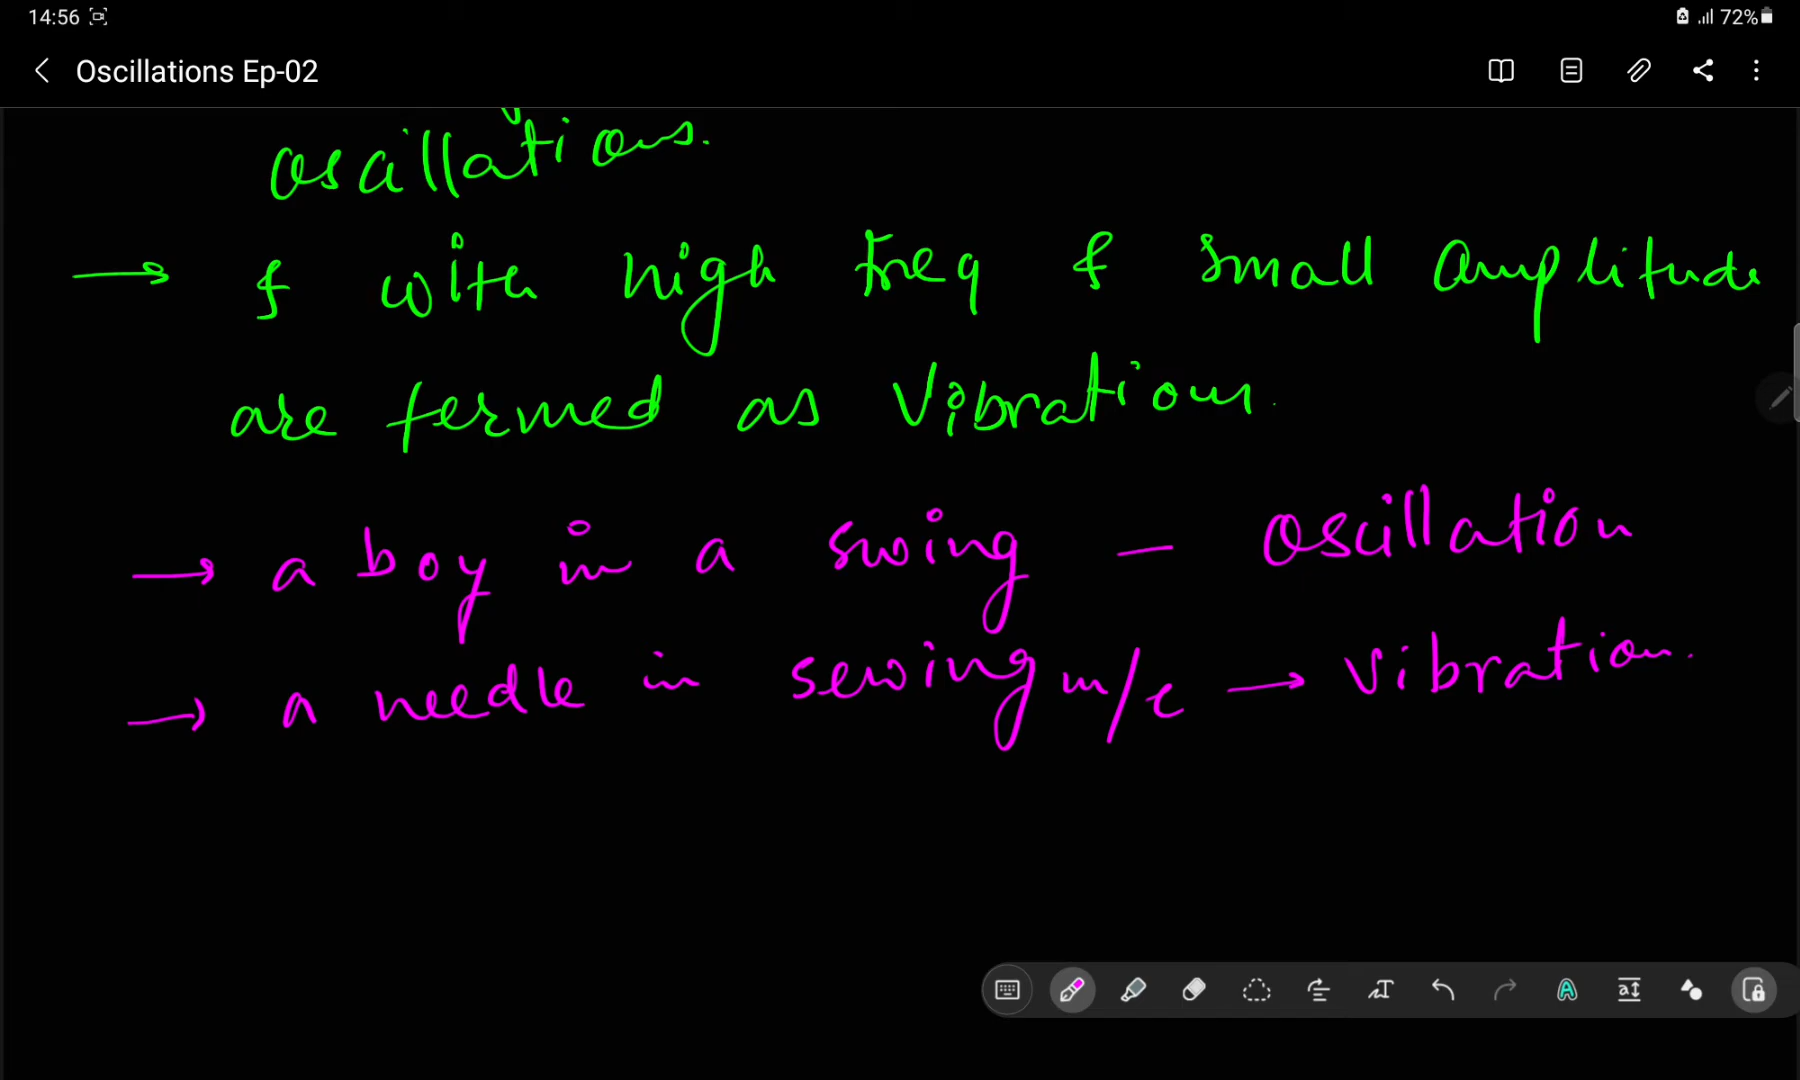 14:56 72%
Oscillations Ep-02
oscillations.
→ & with high freq & small amplitude
are termed as Vibrations.
→ a boy in a swing – oscillation
→ a needle in sewing m/c → vibration.